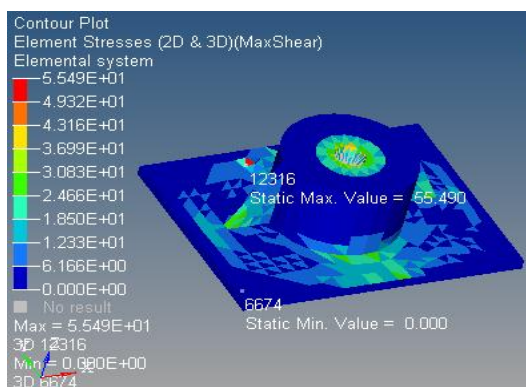 Contour Plot
Element Stresses (2D & 3D)(MaxShear)
Elemental system
5.549E+01
4.932E+01
4.316E+01
3.699E+01
3.083E+01
2.466E+01
1.850E+01
1.233E+01
6.166E+00
0.000E+00
No result
Max = 5.549E+01
3D 12316
Min = 0.000E+00
3D 6674
12316
Static Max. Value = 55.490
6674
Static Min. Value = 0.000
Z
X